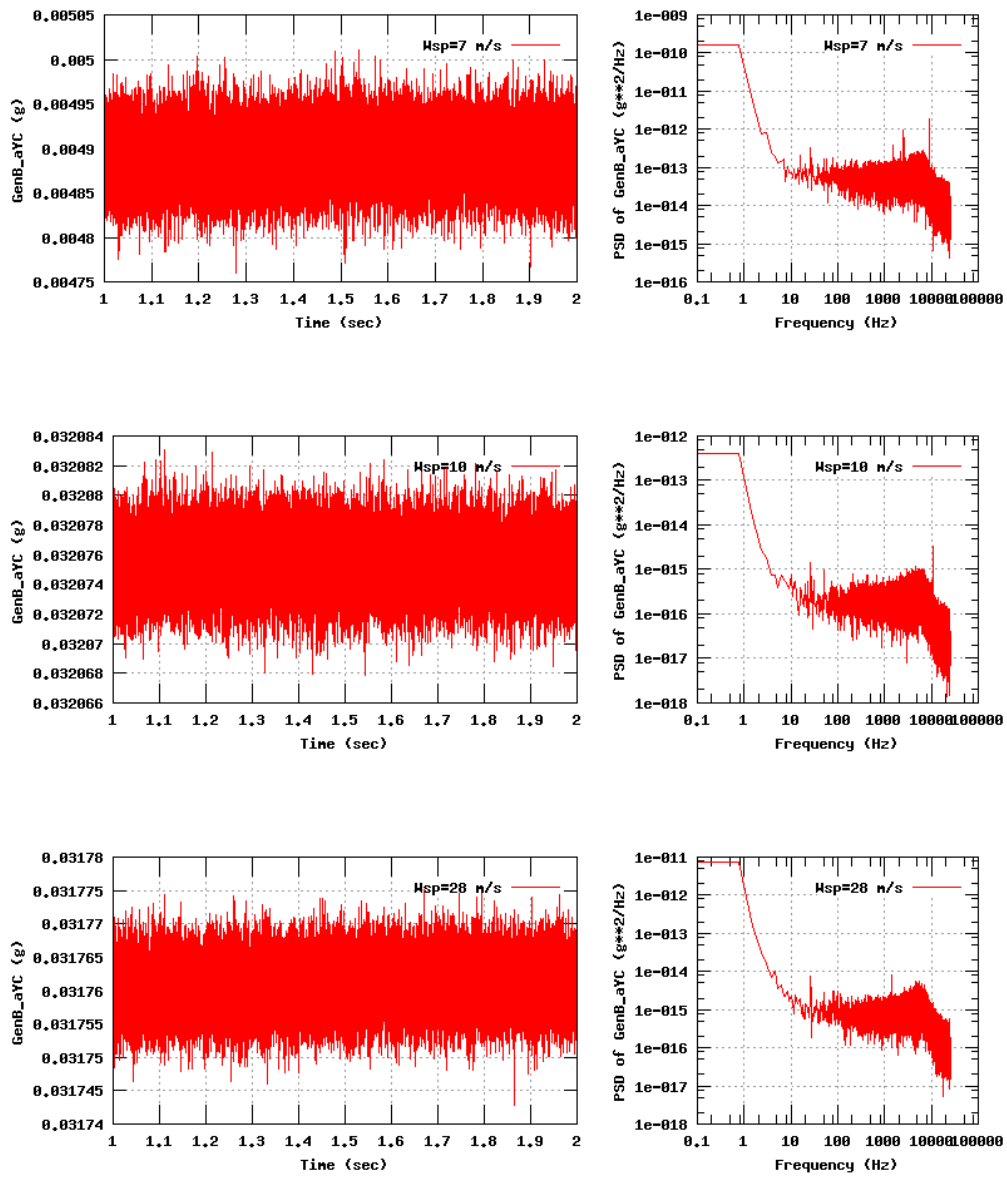 0.00505
0.005
0.00495
0.0049
0.00485
0.0048
0.00475
GenB_aYC (g)
Wsp=7 m/s
1 1.1 1.2 1.3 1.4 1.5 1.6 1.7 1.8 1.9 2
Time (sec)
1e-009
1e-010
1e-011
1e-012
1e-013
1e-014
1e-015
1e-016
PSD of GenB_aYC (g**2/Hz)
Wsp=7 m/s
0.1 1 10 100 1000 10000 100000
Frequency (Hz)
0.032084
0.032082
0.03208
0.032078
0.032076
0.032074
0.032072
0.03207
0.032068
0.032066
GenB_aYC (g)
Wsp=10 m/s
1 1.1 1.2 1.3 1.4 1.5 1.6 1.7 1.8 1.9 2
Time (sec)
1e-012
1e-013
1e-014
1e-015
1e-016
1e-017
1e-018
PSD of GenB_aYC (g**2/Hz)
Wsp=10 m/s
0.1 1 10 100 1000 10000 100000
Frequency (Hz)
0.03178
0.031775
0.03177
0.031765
0.03176
0.031755
0.03175
0.031745
0.03174
GenB_aYC (g)
Wsp=28 m/s
1 1.1 1.2 1.3 1.4 1.5 1.6 1.7 1.8 1.9 2
Time (sec)
1e-011
1e-012
1e-013
1e-014
1e-015
1e-016
1e-017
1e-018
PSD of GenB_aYC (g**2/Hz)
Wsp=28 m/s
0.1 1 10 100 1000 10000 100000
Frequency (Hz)